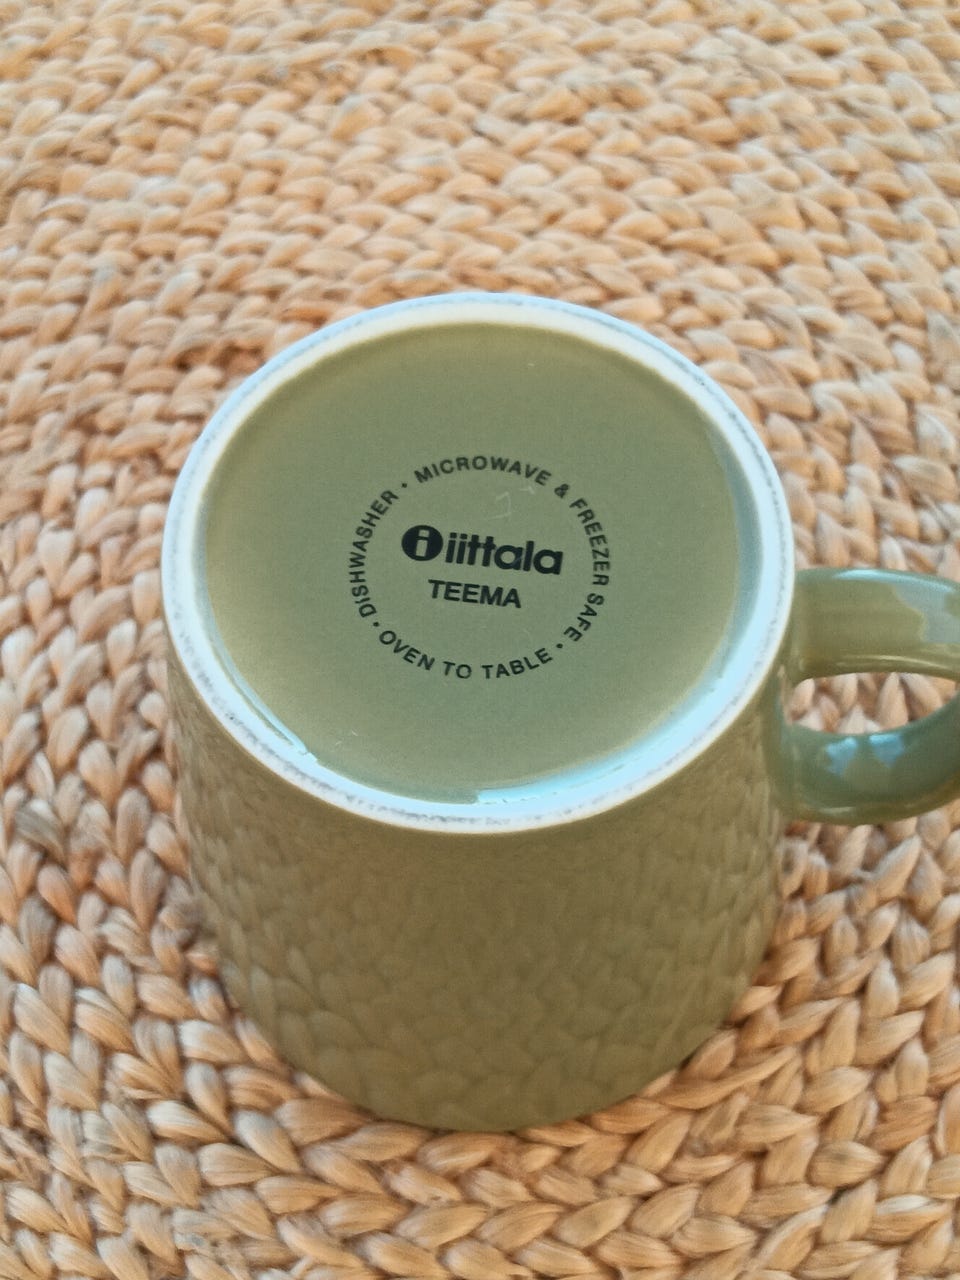 DISHWASHER • MICROWAVE & FREEZER SAFE • OVEN TO TABLE •
i iittala
TEEMA